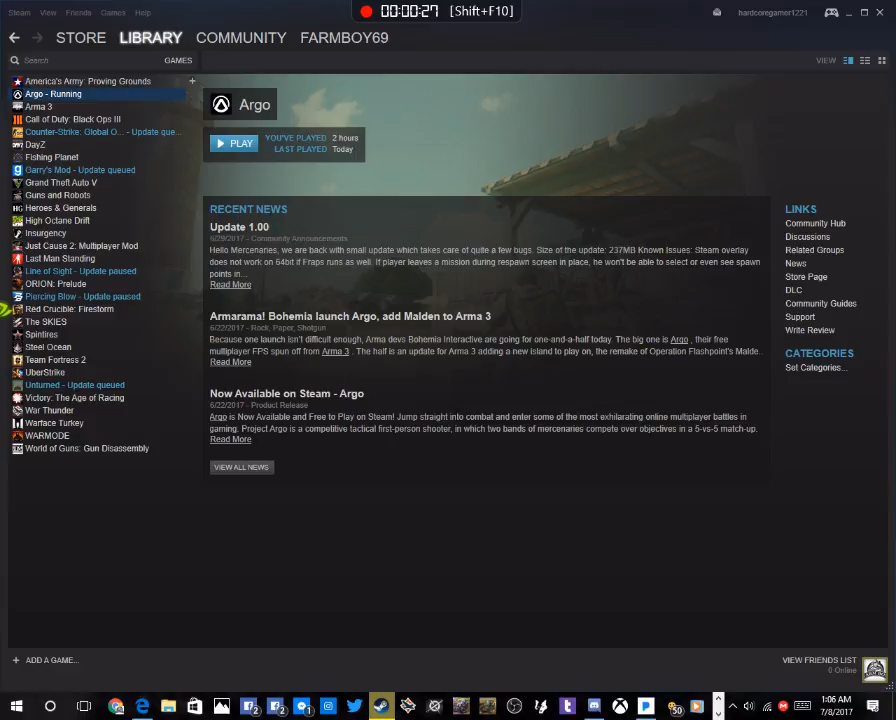 Steam View Friends Games Help
00:00:27 [Shift+F10]
hardcoregamer1221
STORE LIBRARY COMMUNITY FARMBOY69
Search GAMES
VIEW
America's Army: Proving Grounds
Argo - Running
Arma 3
Call of Duty: Black Ops III
Counter-Strike: Global O... - Update que...
DayZ
Fishing Planet
Garry's Mod - Update queued
Grand Theft Auto V
Guns and Robots
Heroes & Generals
High Octane Drift
Insurgency
Just Cause 2: Multiplayer Mod
Last Man Standing
Line of Sight - Update paused
ORION: Prelude
Piercing Blow - Update paused
Red Crucible: Firestorm
The SKIES
Spintires
Steel Ocean
Team Fortress 2
UberStrike
Unturned - Update queued
Victory: The Age of Racing
War Thunder
Warface Turkey
WARMODE
World of Guns: Gun Disassembly
Argo
PLAY
YOU'VE PLAYED 2 hours
LAST PLAYED Today
RECENT NEWS
Update 1.00
6/29/2017 - Community Announcements
Hello Mercenaries, we are back with small update which takes care of quite a few bugs. Size of the update: 237MB Known Issues: Steam overlay
does not work on 64bit if Fraps runs as well. If player leaves a mission during respawn screen in place, he won't be able to select or even see spawn
points in...
Read More
Armarama! Bohemia launch Argo, add Malden to Arma 3
6/22/2017 - Rock, Paper, Shotgun
Because one launch isn't difficult enough, Arma devs Bohemia Interactive are going for one-and-a-half today. The big one is Argo , their free
multiplayer FPS spun off from Arma 3 . The half is an update for Arma 3 adding a new island to play on, the remake of Operation Flashpoint's Malde..
Read More
Now Available on Steam - Argo
6/22/2017 - Product Release
Argo is Now Available and Free to Play on Steam! Jump straight into combat and enter some of the most exhilarating online multiplayer battles in
gaming. Project Argo is a competitive tactical first-person shooter, in which two bands of mercenaries compete over objectives in a 5-vs-5 match-up.
Read More
VIEW ALL NEWS
LINKS
Community Hub
Discussions
Related Groups
News
Store Page
DLC
Community Guides
Support
Write Review
CATEGORIES
Set Categories...
ADD A GAME...
VIEW FRIENDS LIST
0 Online
2 2 1 50
1:06 AM
7/8/2017